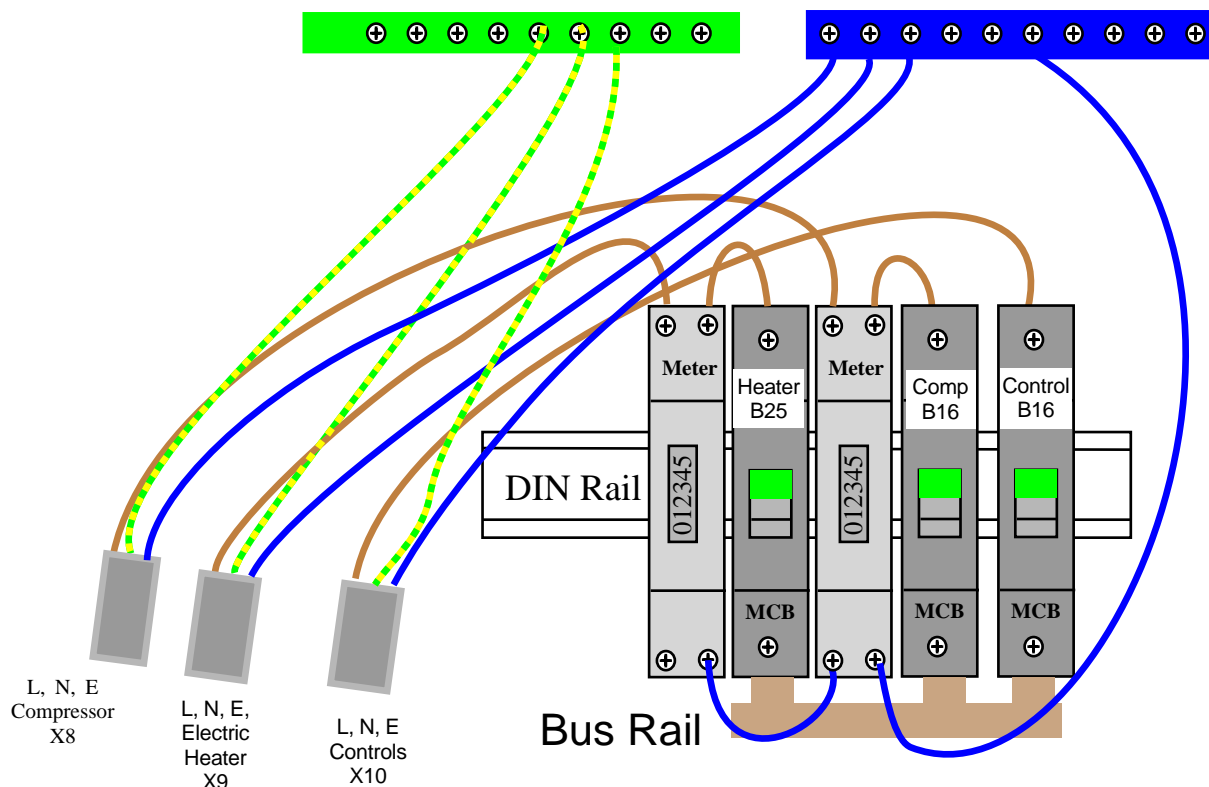 Meter
Heater
B25
Meter
Comp
B16
Control
B16
DIN Rail
012345
012345
MCB
MCB
MCB
L, N, E
Compressor
X8
L, N, E,
Electric
Heater
X9
L, N, E
Controls
X10
Bus Rail